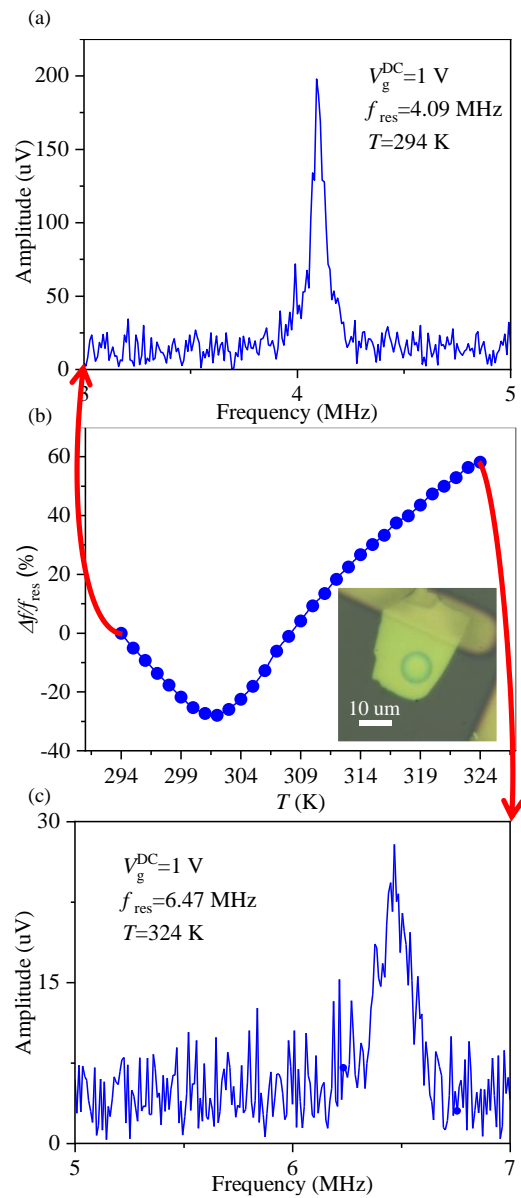 (a)
Amplitude (uV)
200
150
100
50
0
V_g^DC=1 V
f_res=4.09 MHz
T=294 K
3 4 5
Frequency (MHz)
(b)
Δf/f_res (%)
60
40
20
0
-20
-40
10 um
294 299 304 309 314 319 324
T (K)
(c)
Amplitude (uV)
30
15
0
V_g^DC=1 V
f_res=6.47 MHz
T=324 K
5 6 7
Frequency (MHz)